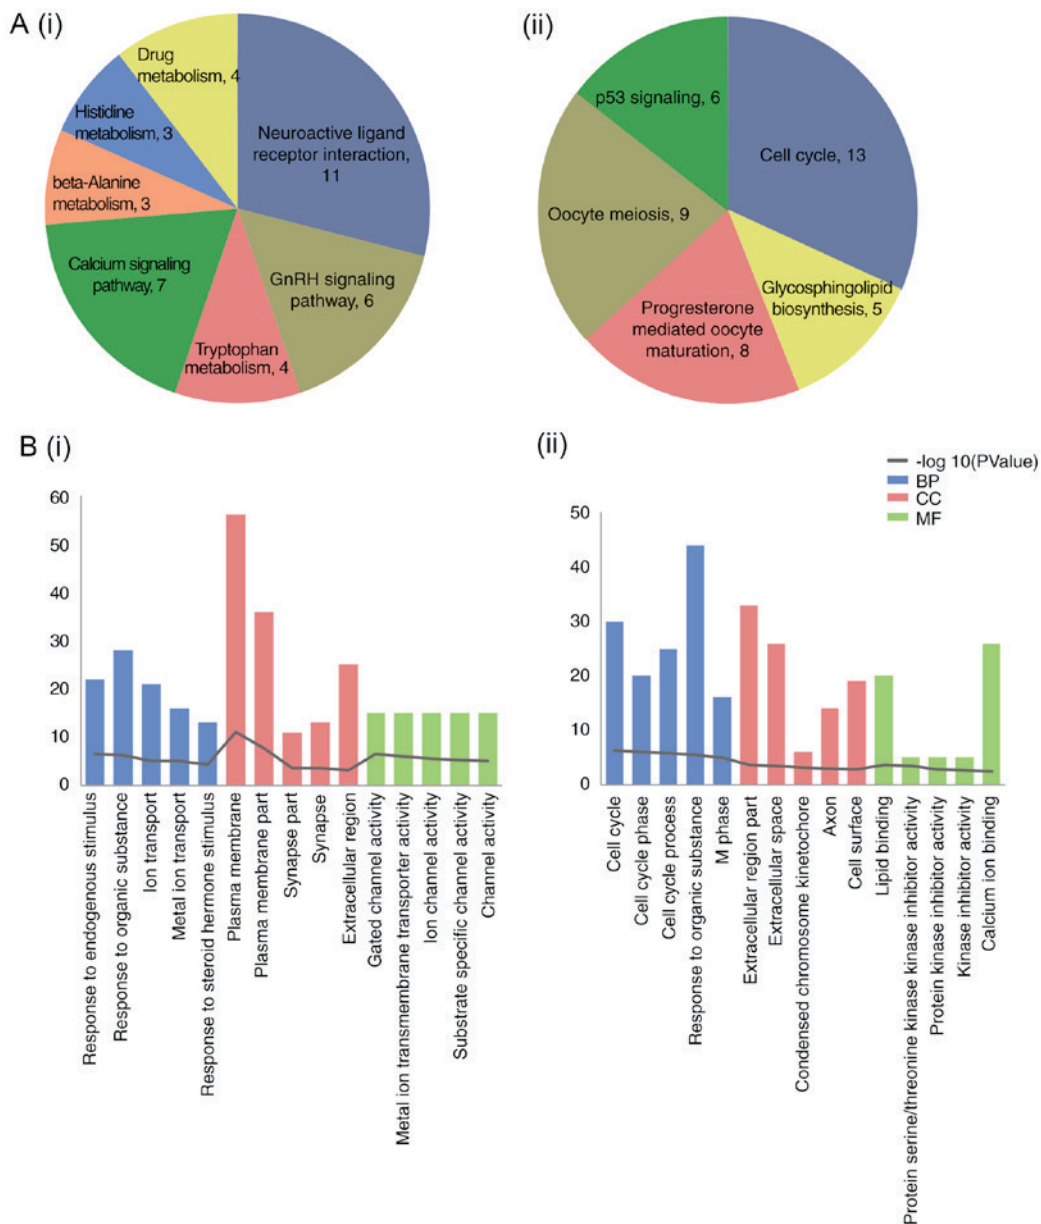 A (i)
Drug
metabolism, 4
Histidine
metabolism, 3
beta-Alanine
metabolism, 3
Calcium signaling
pathway, 7
Tryptophan
metabolism, 4
GnRH signaling
pathway, 6
Neuroactive ligand
receptor interaction,
11
(ii)
p53 signaling, 6
Cell cycle, 13
Oocyte meiosis, 9
Glycosphingolipid
biosynthesis, 5
Progresterone
mediated oocyte
maturation, 8
B (i)
60
50
40
30
20
10
0
Response to endogenous stimulus
Response to organic substance
Ion transport
Metal ion transport
Response to steroid hormone stimulus
Plasma membrane
Plasma membrane part
Synapse part
Synapse
Extracellular region
Gated channel activity
Metal ion transmembrane transporter activity
Ion channel activity
Substrate specific channel activity
Channel activity
(ii)
-log 10(PValue)
BP
CC
MF
50
40
30
20
10
0
Cell cycle
Cell cycle phase
Cell cycle process
Response to organic substance
M phase
Extracellular region part
Extracellular space
Condensed chromosome kinetochore
Axon
Cell surface
Lipid binding
Protein serine/threonine kinase inhibitor activity
Protein kinase inhibitor activity
Kinase inhibitor activity
Calcium ion binding